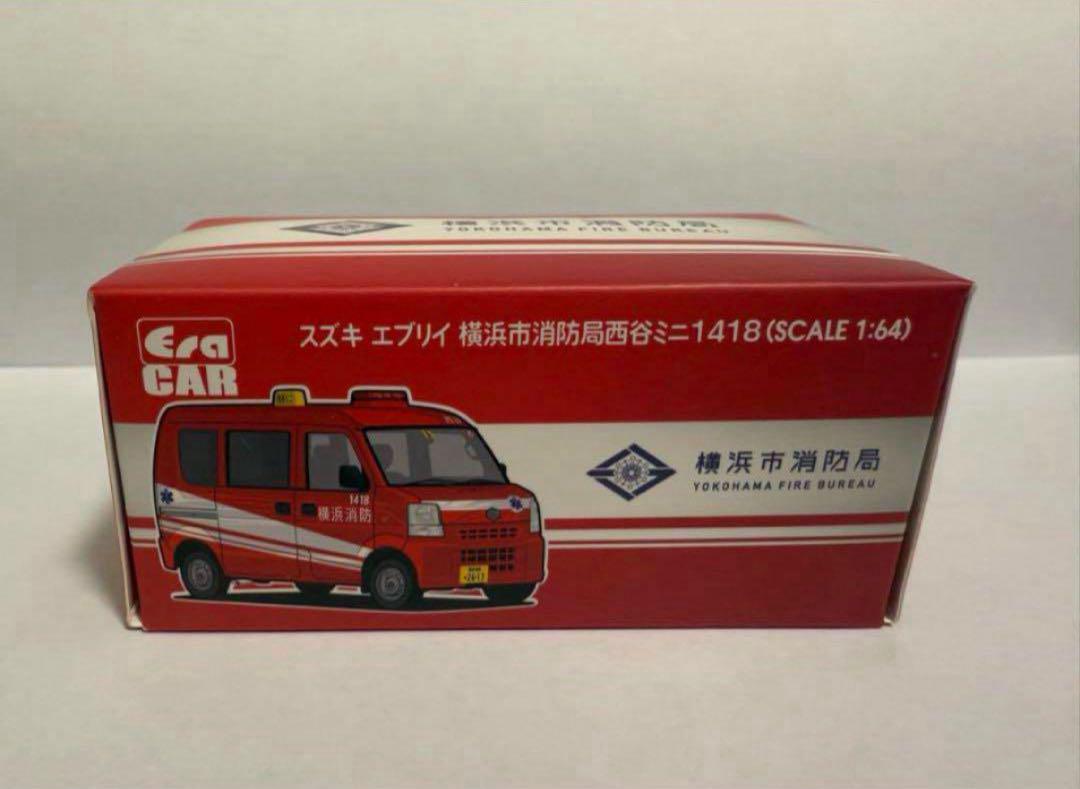 横浜市消防局
YOKOHAMA FIRE BUREAU
Era
CAR
スズキ エブリイ 横浜市消防局西谷ミニ1418(SCALE 1:64)
横浜市消防局
YOKOHAMA FIRE BUREAU
1418
横浜消防
26-17